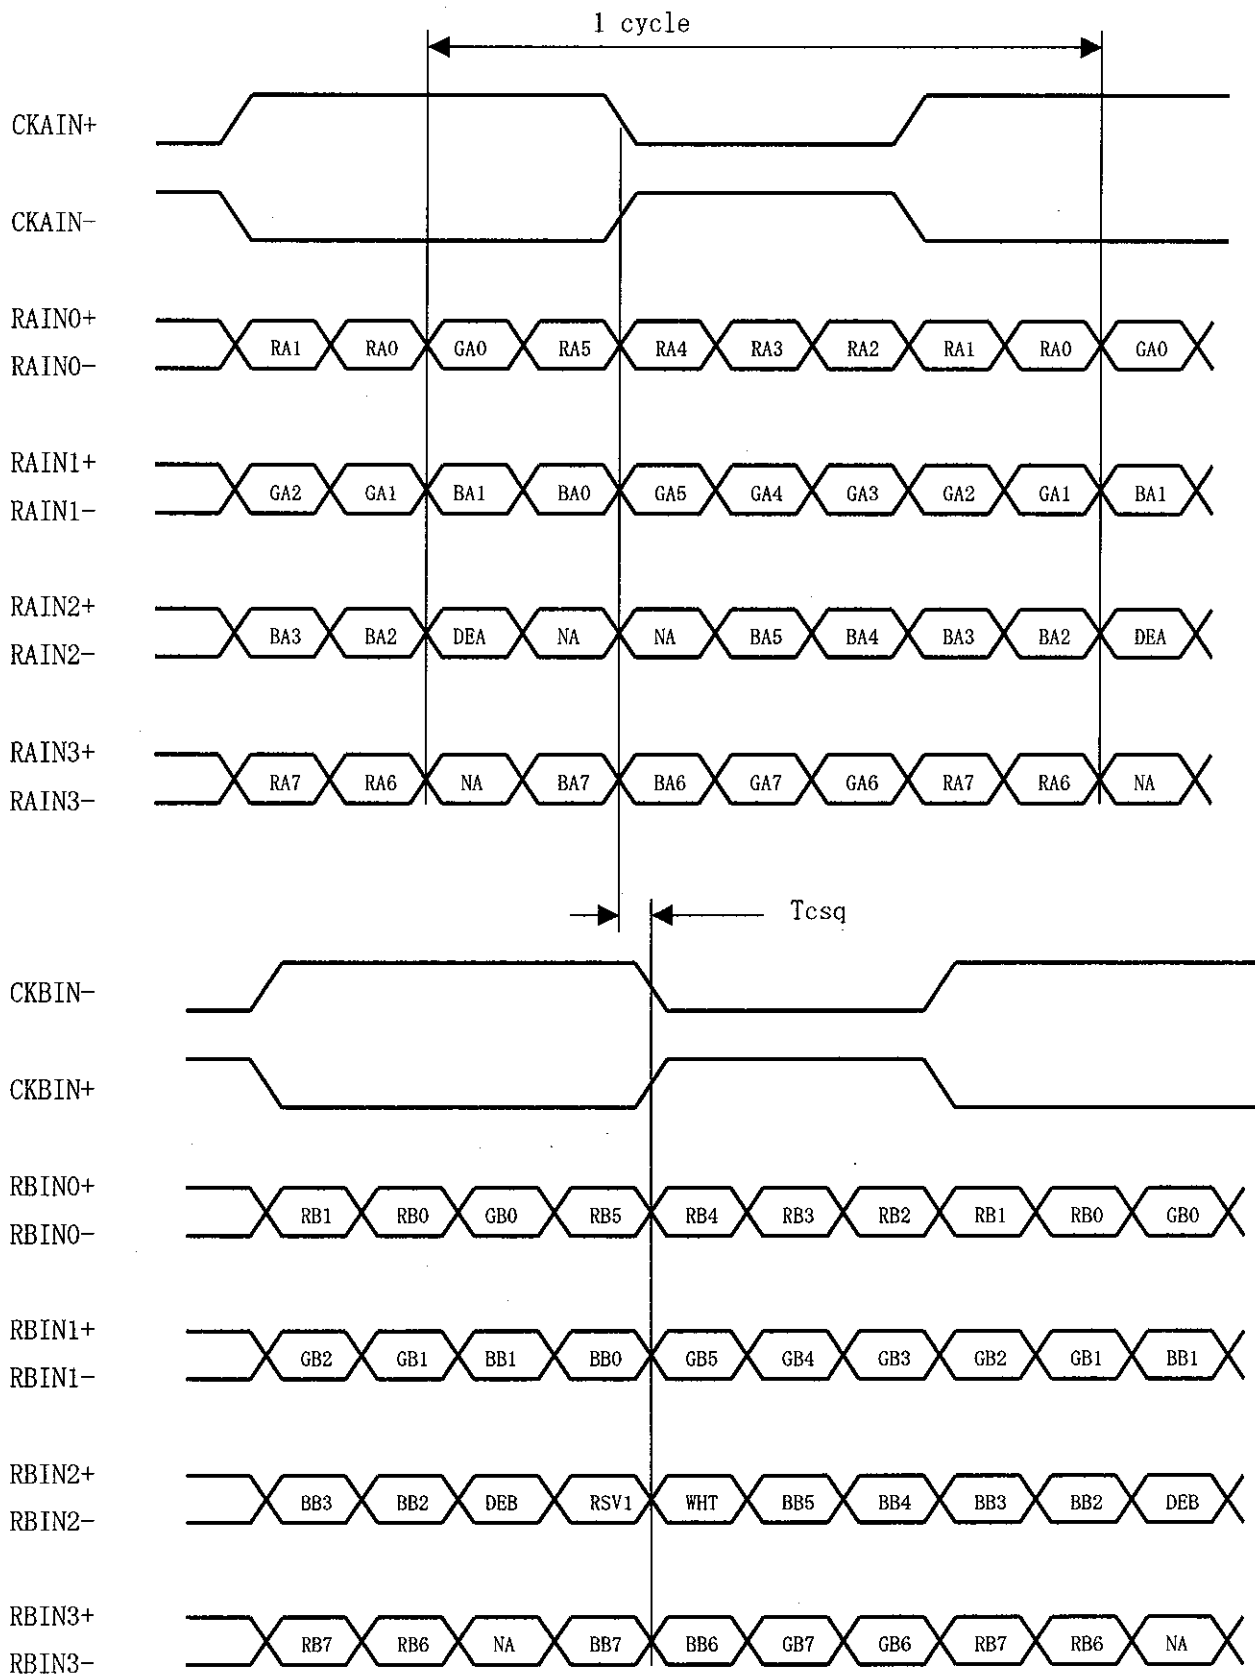 1 cycle
CKAIN+
CKAIN-
RAIN0+
RA1 RA0 GA0 RA5 RA4 RA3 RA2 RA1 RA0 GA0
RAIN0-
RAIN1+
GA2 GA1 BA1 BA0 GA5 GA4 GA3 GA2 GA1 BA1
RAIN1-
RAIN2+
BA3 BA2 DEA NA NA BA5 BA4 BA3 BA2 DEA
RAIN2-
RAIN3+
RA7 RA6 NA BA7 BA6 GA7 GA6 RA7 RA6 NA
RAIN3-
Tcsq
CKBIN-
CKBIN+
RBIN0+
RB1 RB0 GB0 RB5 RB4 RB3 RB2 RB1 RB0 GB0
RBIN0-
RBIN1+
GB2 GB1 BB1 BB0 GB5 GB4 GB3 GB2 GB1 BB1
RBIN1-
RBIN2+
BB3 BB2 DEB RSV1 WHT BB5 BB4 BB3 BB2 DEB
RBIN2-
RBIN3+
RB7 RB6 NA BB7 BB6 GB7 GB6 RB7 RB6 NA
RBIN3-